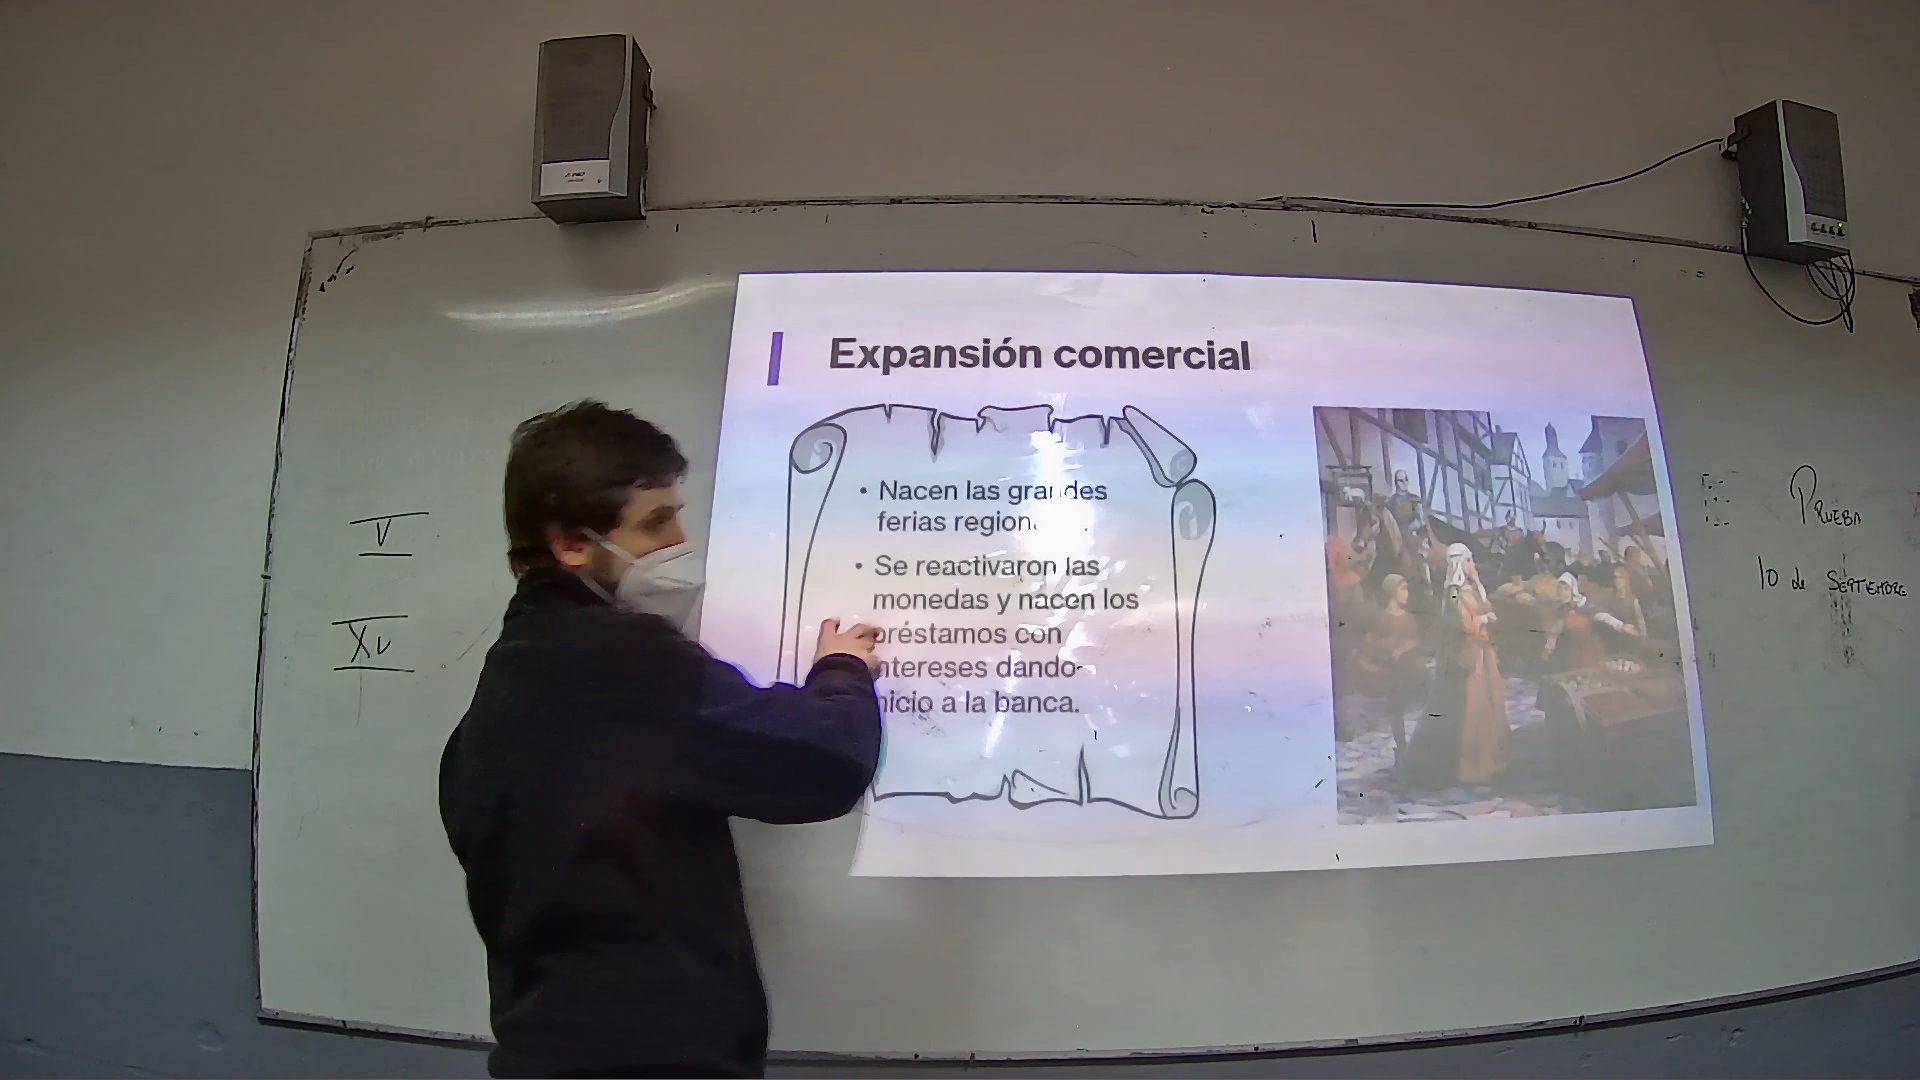 Expansión comercial
• Nacen las grandes
ferias region
• Se reactivaron las
monedas y nacen los
préstamos con
ntereses dando
nicio a la banca.
V
XV
Prueba
10 de Septiembre